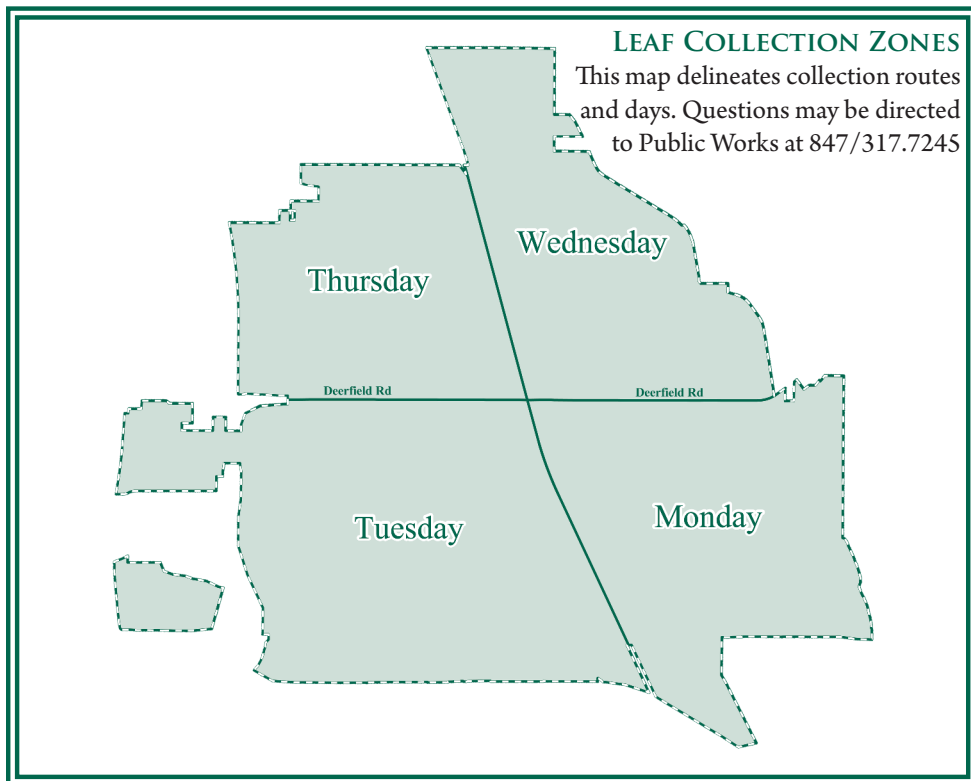 Leaf Collection Zones
This map delineates collection routes
and days. Questions may be directed
to Public Works at 847/317.7245
Wednesday
Thursday
Deerfield Rd
Deerfield Rd
Monday
Tuesday